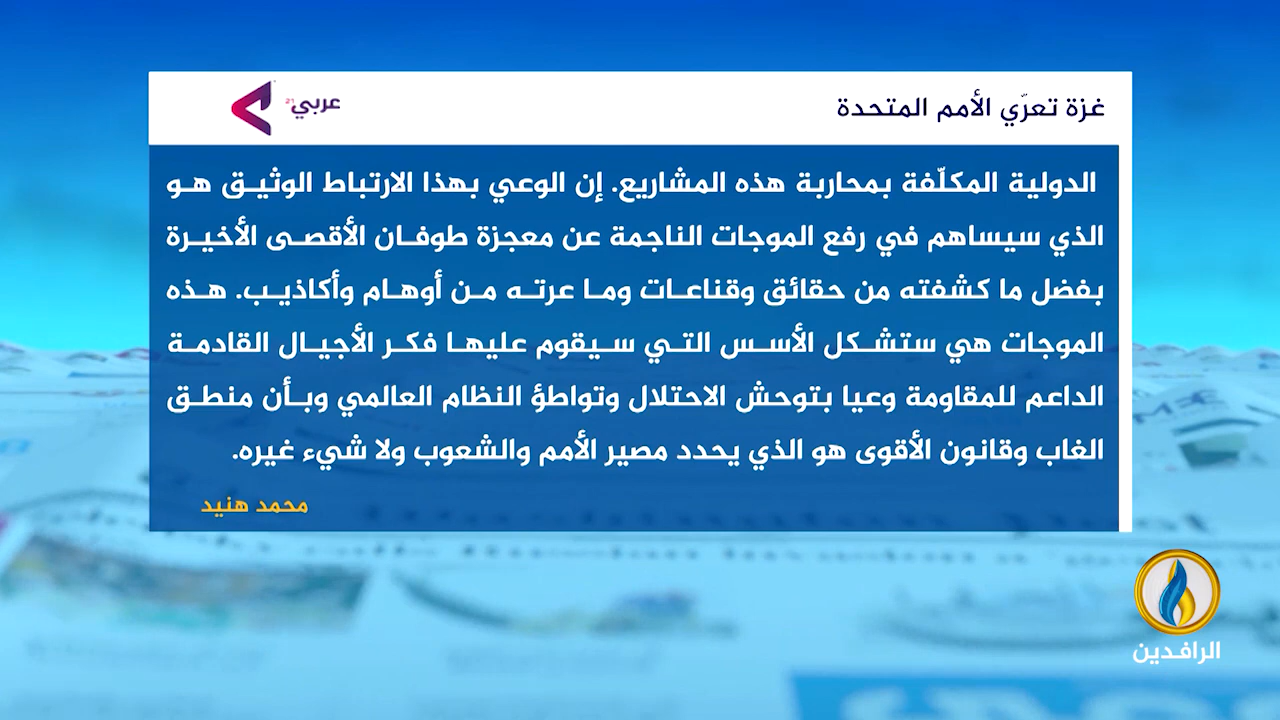 غزة تعرّي الأمم المتحدة
عربي21
الدولية المكلّفة بمحاربة هذه المشاريع. إن الوعي بهذا الارتباط الوثيق هو
الذي سيساهم في رفع الموجات الناجمة عن معجزة طوفان الأقصى الأخيرة
بفضل ما كشفته من حقائق وقناعات وما عرته من أوهام وأكاذيب. هذه
الموجات هي ستشكل الأسس التي سيقوم عليها فكر الأجيال القادمة
الداعم للمقاومة وعيا بتوحش الاحتلال وتواطؤ النظام العالمي وبأن منطق
الغاب وقانون الأقوى هو الذي يحدد مصير الأمم والشعوب ولا شيء غيره.
محمد هنيد
الرافدين